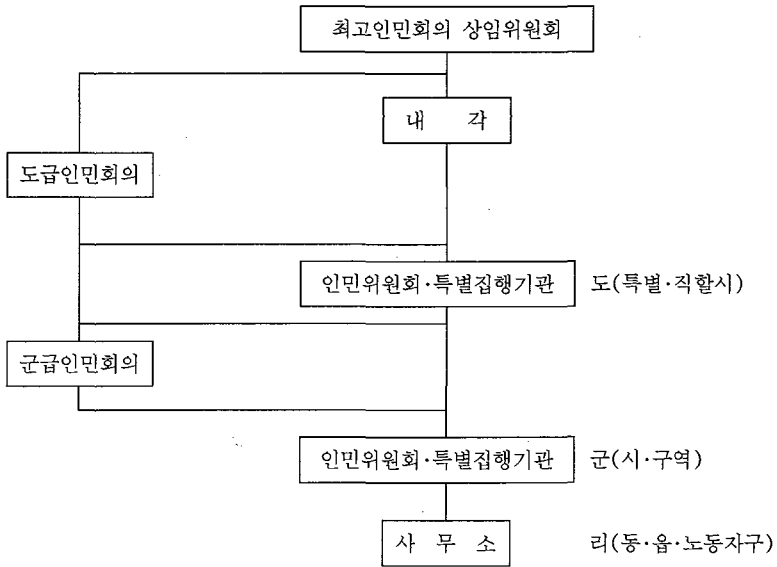 최고인민회의 상임위원회
내 각
도급인민회의
인민위원회·특별집행기관 도(특별·직할시)
군급인민회의
인민위원회·특별집행기관 군(시·구역)
사 무 소 리(동·읍·노동자구)